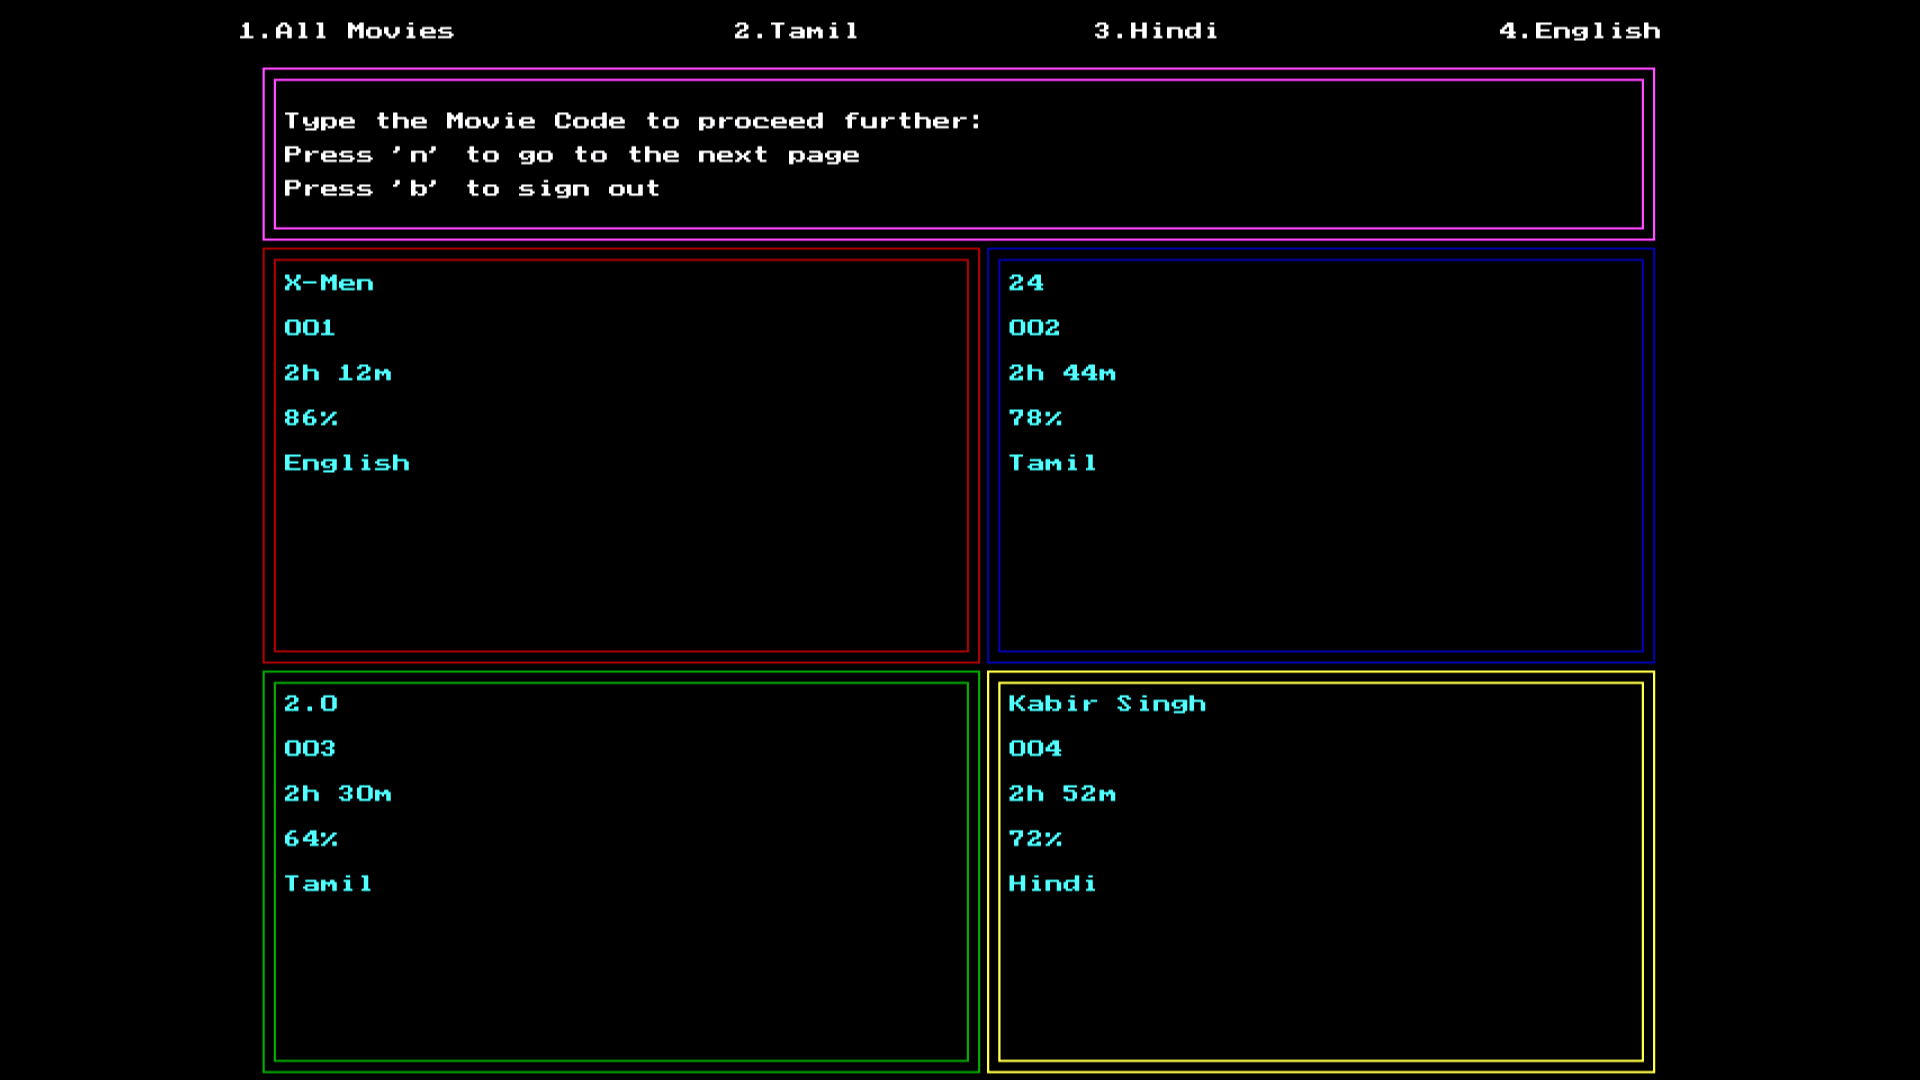 1.All Movies 2.Tamil 3.Hindi 4.English
Type the Movie Code to proceed further:
Press 'n' to go to the next page
Press 'b' to sign out
X-Men
001
2h 12m
86%
English
24
002
2h 44m
78%
Tamil
2.0
003
2h 30m
64%
Tamil
Kabir Singh
004
2h 52m
72%
Hindi